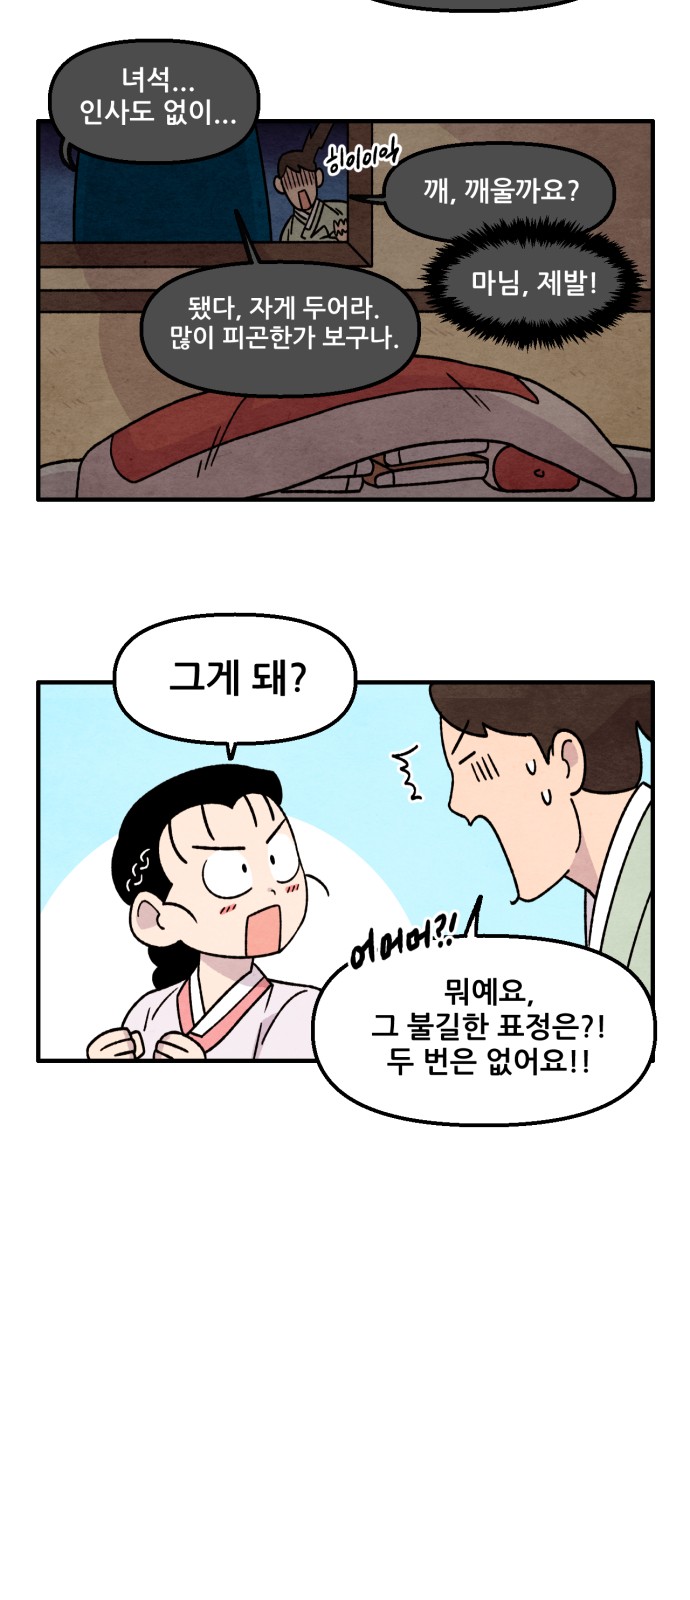 녀석...
인사도 없이...
히이이익
깨, 깨울까요?
마님, 제발!
됐다, 자게 두어라.
많이 피곤한가 보구나.
그게 돼?
어머머?!
뭐예요,
그 불길한 표정은?!
두 번은 없어요!!